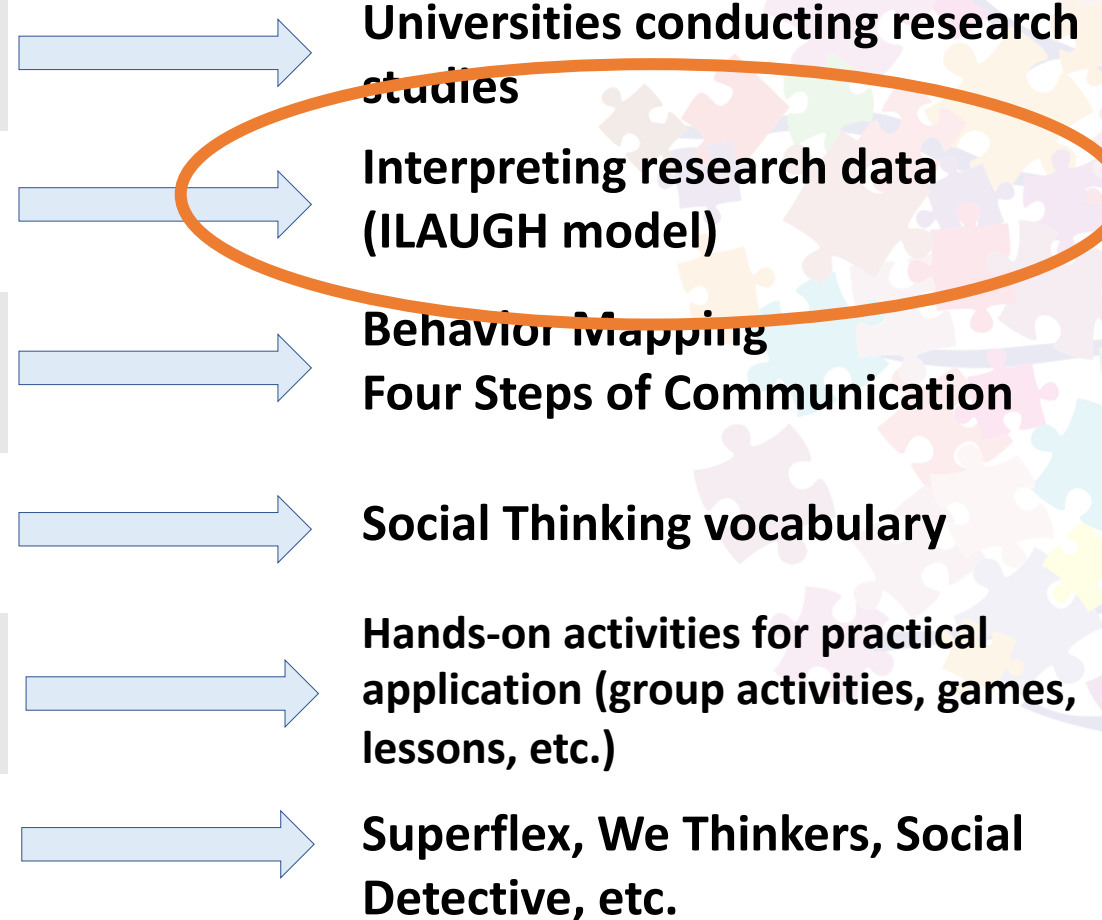 Universities conducting research
studies
Interpreting research data
(ILAUGH model)
Behavior Mapping
Four Steps of Communication
Social Thinking vocabulary
Hands-on activities for practical
application (group activities, games,
lessons, etc.)
Superflex, We Thinkers, Social
Detective, etc.